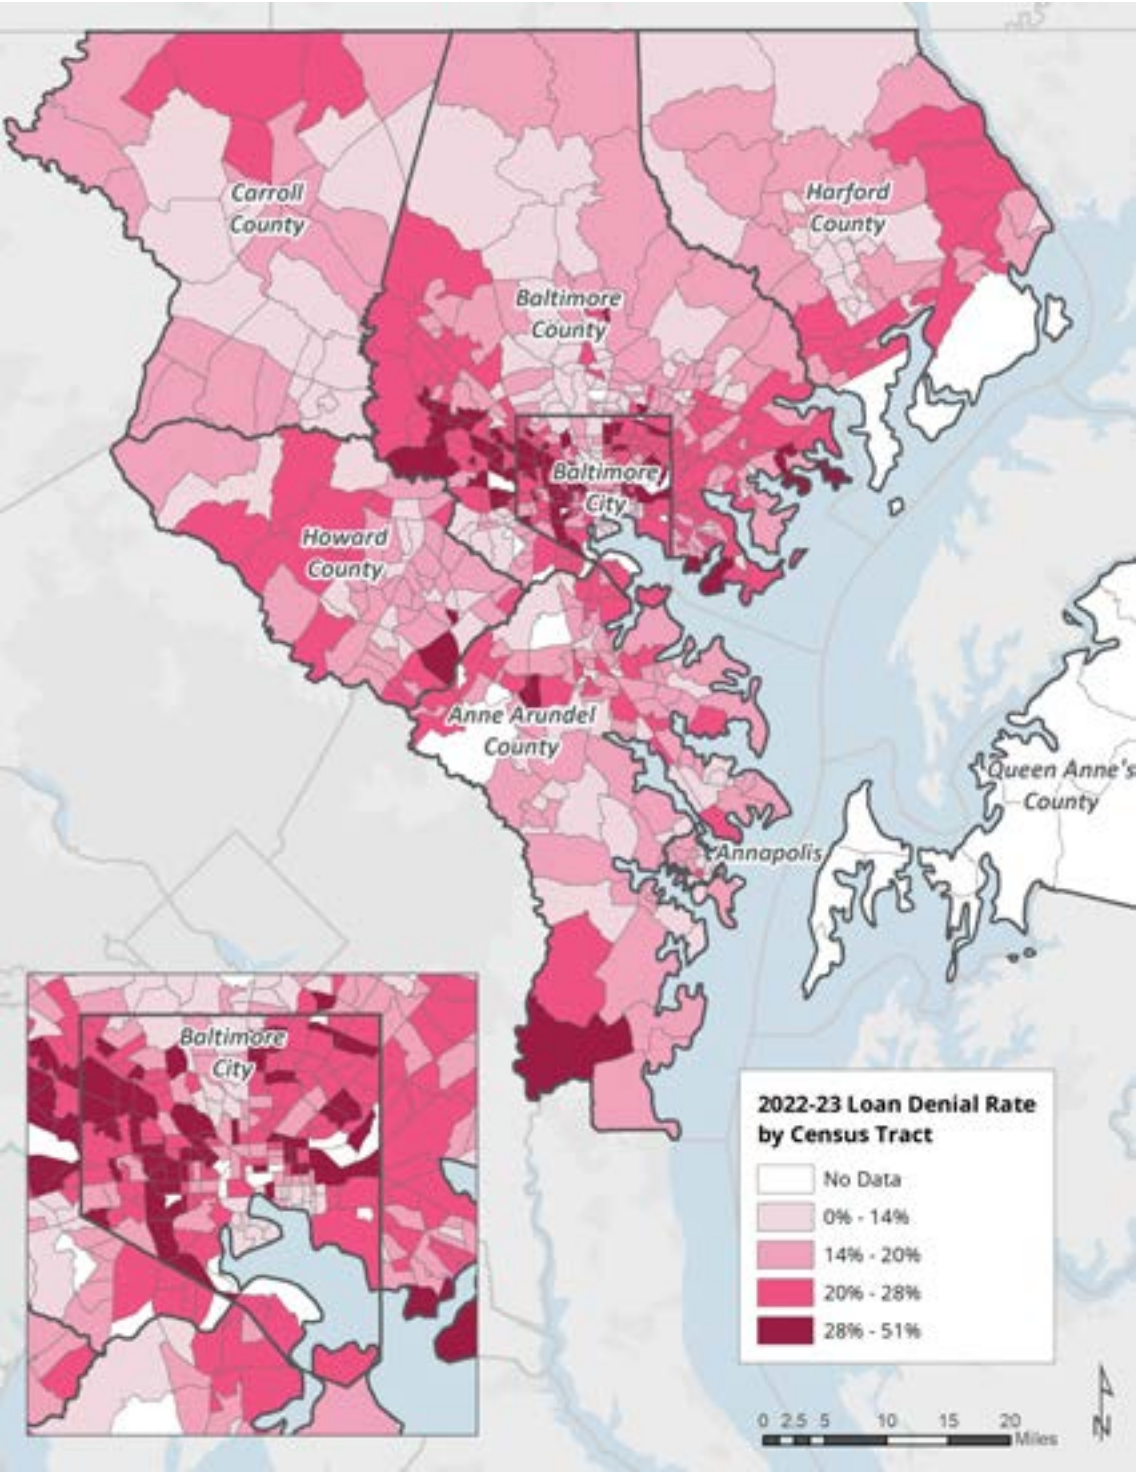 Carroll
County
Harford
County
Baltimore
County
Baltimore
City
Howard
County
Anne Arundel
County
Queen Anne's
County
Annapolis
Baltimore
City
2022-23 Loan Denial Rate
by Census Tract
No Data
0% - 14%
14% - 20%
20% - 28%
28% - 51%
0 2.5 5 10 15 20
Miles
N